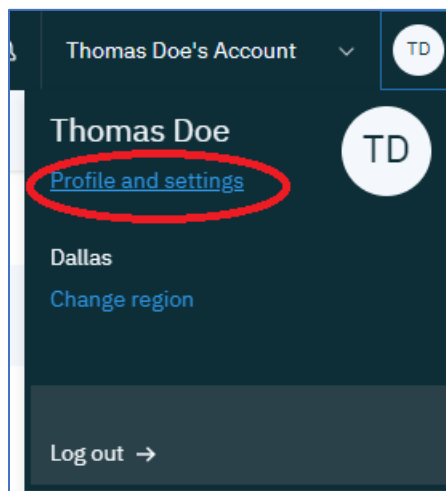 Thomas Doe's Account
TD
Thomas Doe
TD
Profile and settings
Dallas
Change region
Log out →